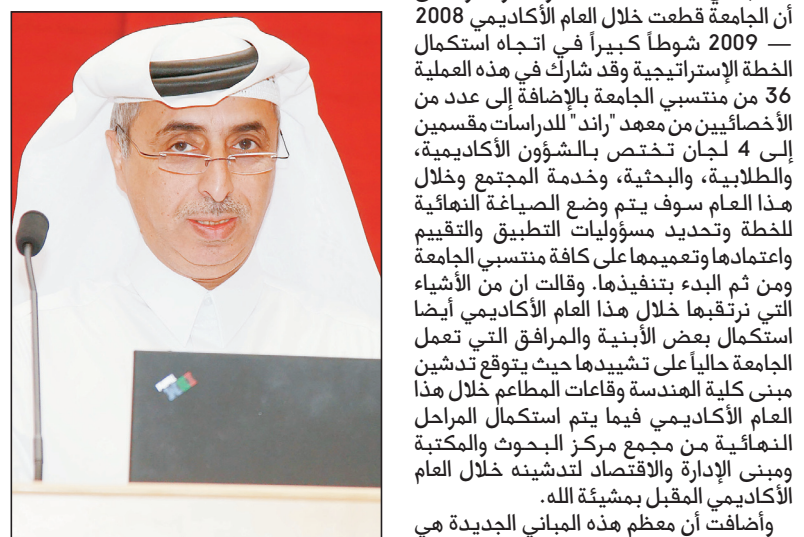 أن الجامعة قطعت خلال العام الأكاديمي 2008
— 2009 شوطاً كبيراً في اتجاه استكمال
الخطة الإستراتيجية وقد شارك في هذه العملية
36 من منتسبي الجامعة بالإضافة إلى عدد من
الأخصائيين من معهد "راند" للدراسات مقسمين
إلى 4 لجان تختص بالشؤون الأكاديمية،
والطلابية، والبحثية، وخدمة المجتمع وخلال
هذا العام سوف يتم وضع الصياغة النهائية
للخطة وتحديد مسؤوليات التطبيق والتقييم
واعتمادها وتعميمها على كافة منتسبي الجامعة
ومن ثم البدء بتنفيذها. وقالت ان من الأشياء
التي نرتقبها خلال هذا العام الأكاديمي أيضا
استكمال بعض الأبنية والمرافق التي تعمل
الجامعة حالياً على تشييدها حيث يتوقع تدشين
مبنى كلية الهندسة وقاعات المطاعم خلال هذا
العام الأكاديمي فيما يتم استكمال المراحل
النهائية من مجمع مركز البحوث والمكتبة
ومبنى الإدارة والاقتصاد لتدشينه خلال العام
الأكاديمي المقبل بمشيئة الله.
وأضافت أن معظم هذه المباني الجديدة هي